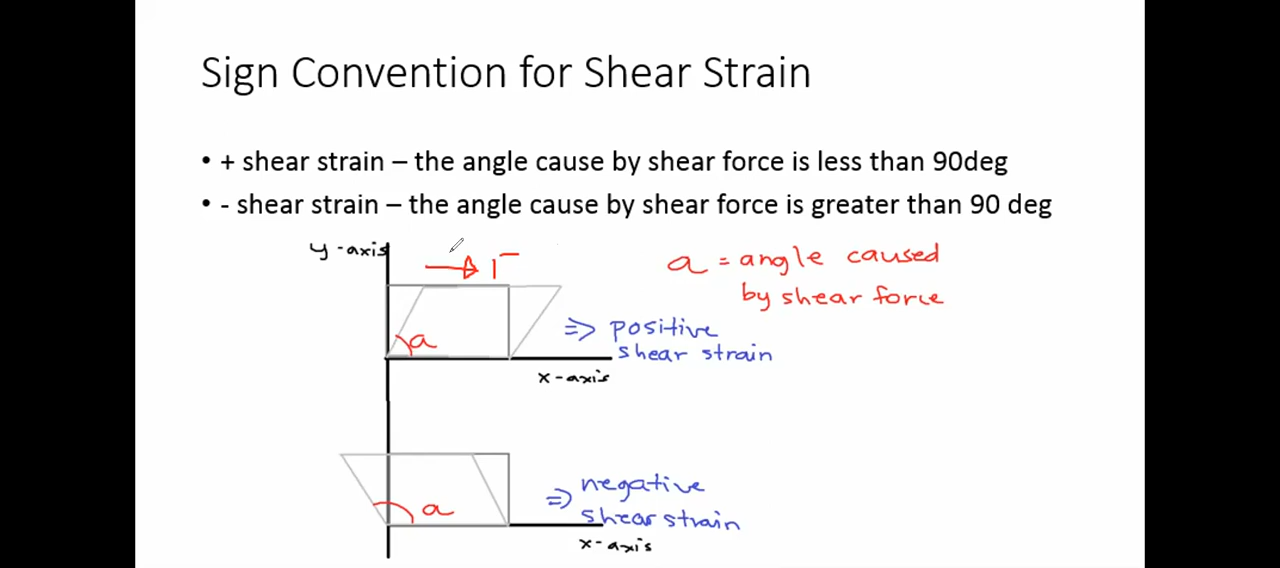 Sign Convention for Shear Strain
• + shear strain – the angle cause by shear force is less than 90deg
• - shear strain – the angle cause by shear force is greater than 90 deg
y-axis
a = angle caused
by shear force
a
=> positive
shear strain
x-axis
a
=> negative
shear strain
x-axis